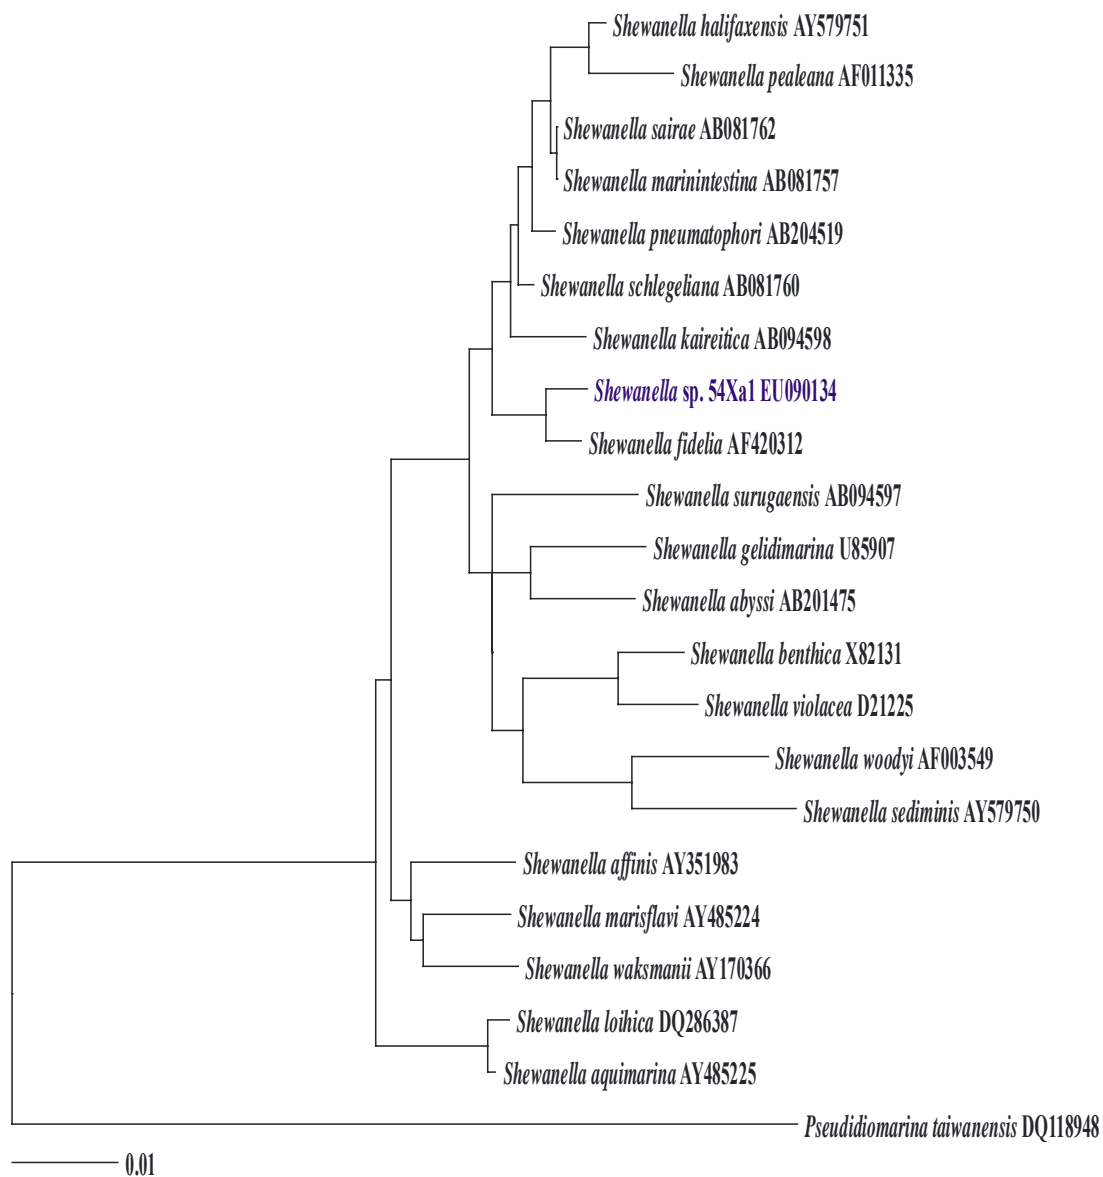 Shewanella halifaxensis AY579751
Shewanella pealeana AF011335
Shewanella sairae AB081762
Shewanella marinintestina AB081757
Shewanella pneumatophori AB204519
Shewanella schlegeliana AB081760
Shewanella kaireitica AB094598
Shewanella sp. 54Xa1 EU090134
Shewanella fidelia AF420312
Shewanella surugaensis AB094597
Shewanella gelidimarina U85907
Shewanella abyssi AB201475
Shewanella benthica X82131
Shewanella violacea D21225
Shewanella woodyi AF003549
Shewanella sediminis AY579750
Shewanella affinis AY351983
Shewanella marisflavi AY485224
Shewanella waksmanii AY170366
Shewanella loihica DQ286387
Shewanella aquimarina AY485225
Pseudidiomarina taiwanensis DQ118948
0.01